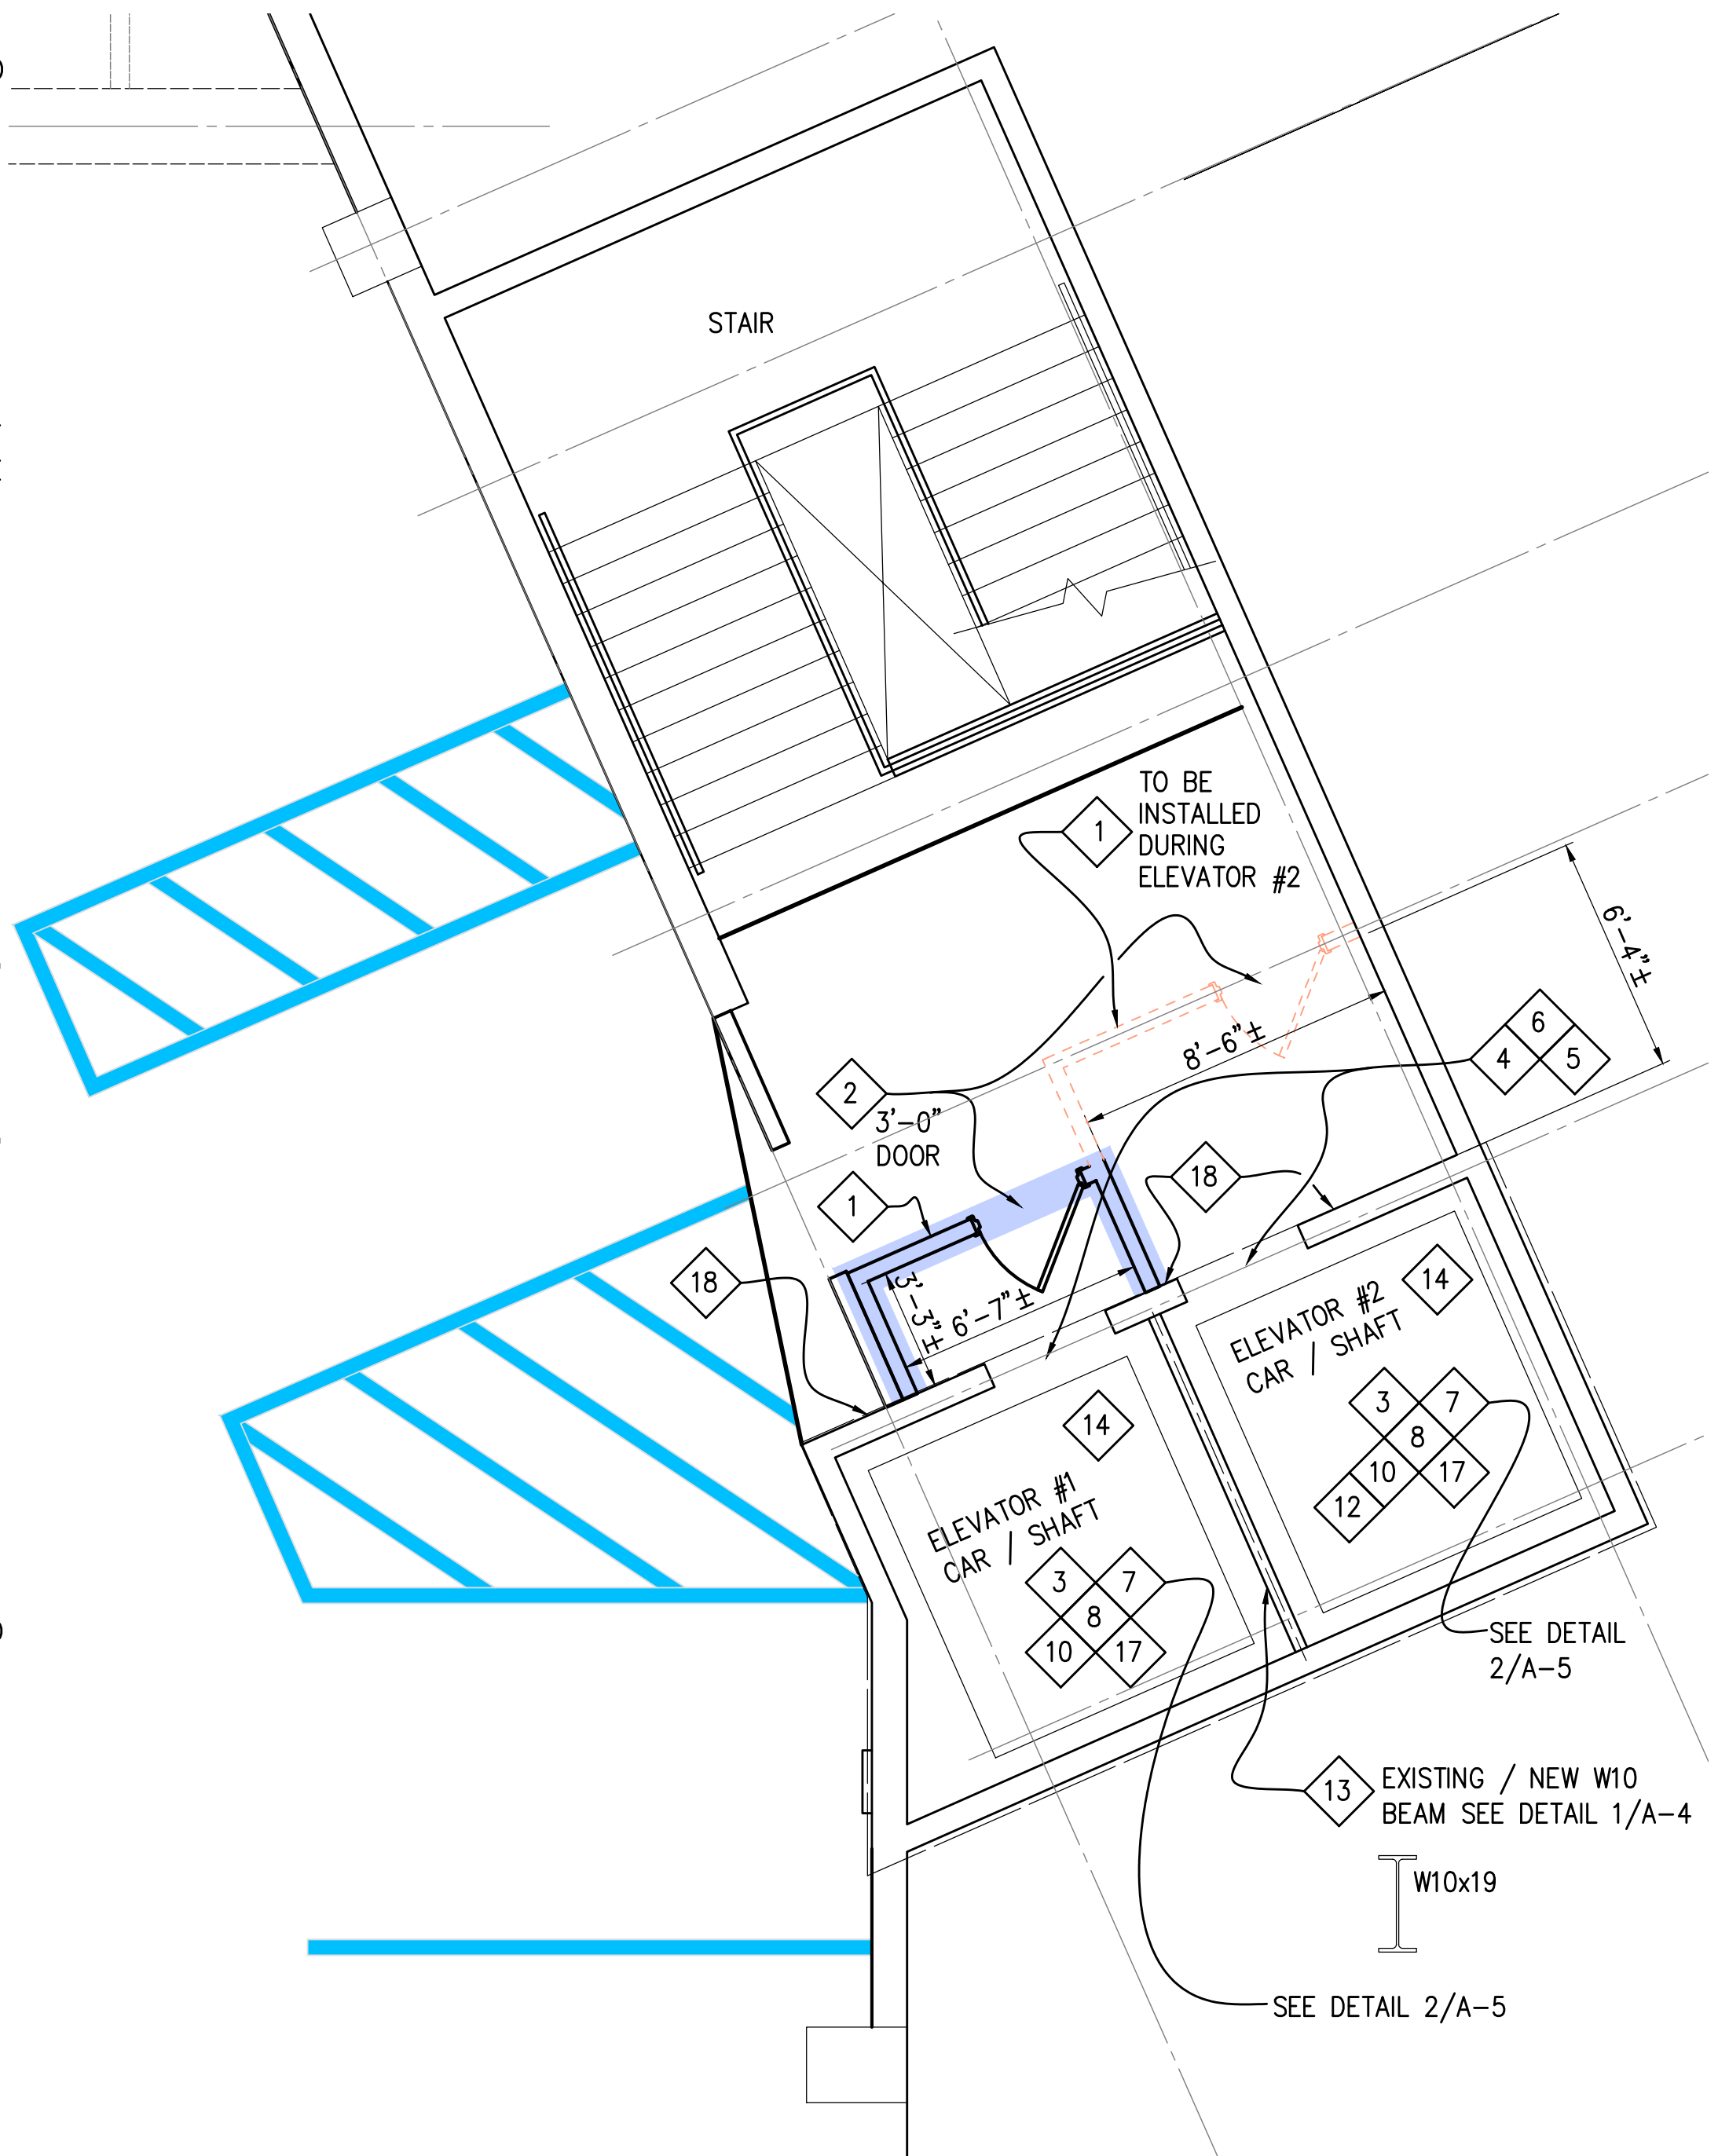 STAIR
1
TO BE
INSTALLED
DURING
ELEVATOR #2
6'-4"±
8'-6"±
6
4
5
2
3'-0"
DOOR
1
18
18
3'-3"±
6'-7"±
14
ELEVATOR #2
CAR / SHAFT
3
7
8
10
17
12
14
ELEVATOR #1
CAR / SHAFT
3
7
8
10
17
SEE DETAIL
2/A-5
13
EXISTING / NEW W10
BEAM SEE DETAIL 1/A-4
W10x19
SEE DETAIL 2/A-5